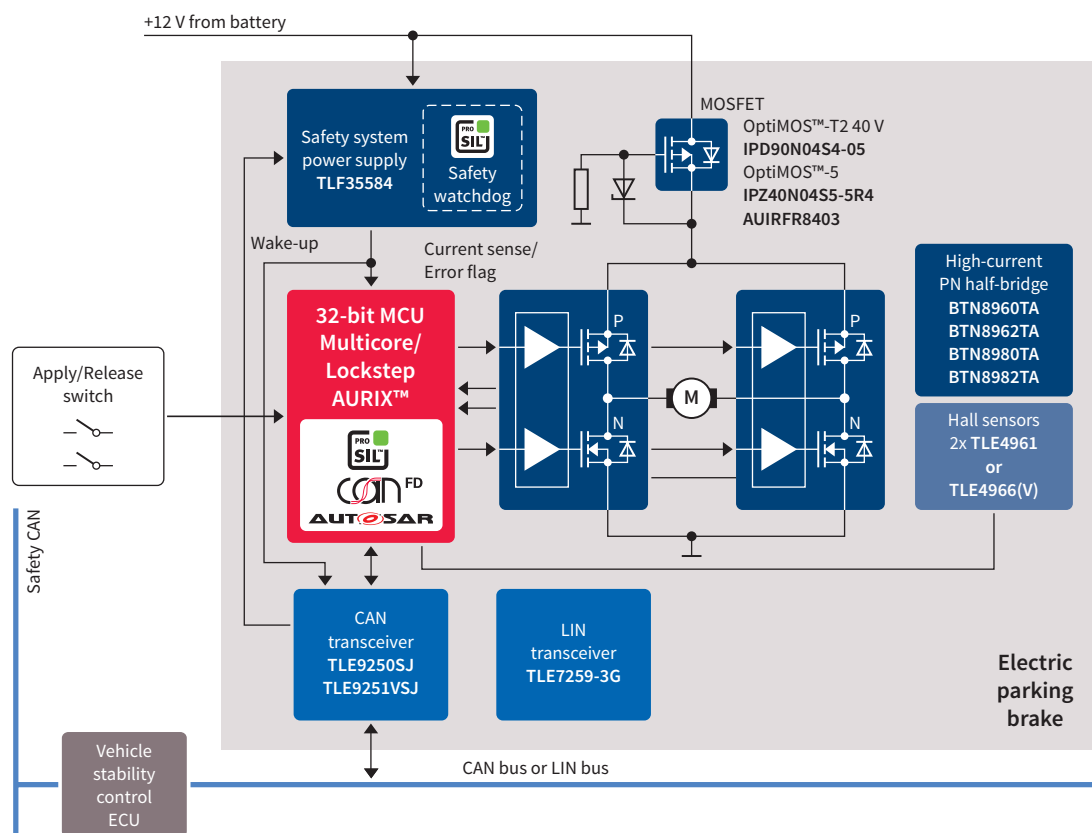 +12 V from battery
Safety system
power supply
TLF35584
PRO
SIL™
Safety
watchdog
MOSFET
OptiMOS™-T2 40 V
IPD90N04S4-05
OptiMOS™-5
IPZ40N04S5-5R4
AUIRFR8403
Wake-up
Current sense/
Error flag
32-bit MCU
Multicore/
Lockstep
AURIX™
PRO
SIL™
CAN FD
AUTOSAR
P
N
M
P
N
High-current
PN half-bridge
BTN8960TA
BTN8962TA
BTN8980TA
BTN8982TA
Hall sensors
2x TLE4961
or
TLE4966(V)
Apply/Release
switch
Safety CAN
CAN
transceiver
TLE9250SJ
TLE9251VSJ
LIN
transceiver
TLE7259-3G
Electric
parking
brake
Vehicle
stability
control
ECU
CAN bus or LIN bus